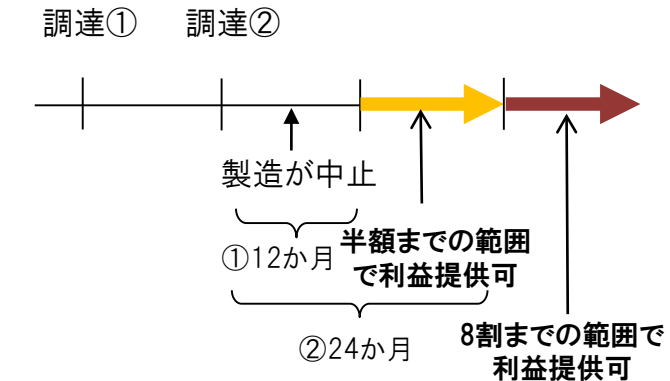 調達①　調達②
製造が中止
①12か月
半額までの範囲
で利益提供可
②24か月
8割までの範囲で
利益提供可